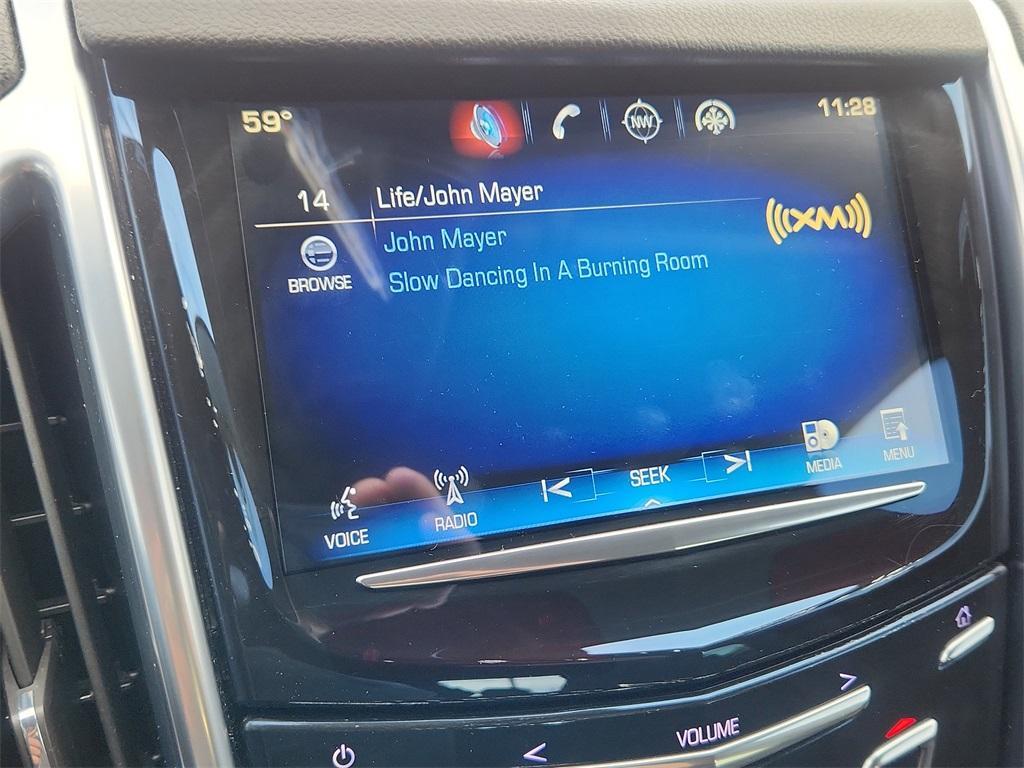 59° NW 11:28
14 Life/John Mayer
((XM))
John Mayer
BROWSE
Slow Dancing In A Burning Room
VOICE RADIO SEEK MEDIA MENU
VOLUME